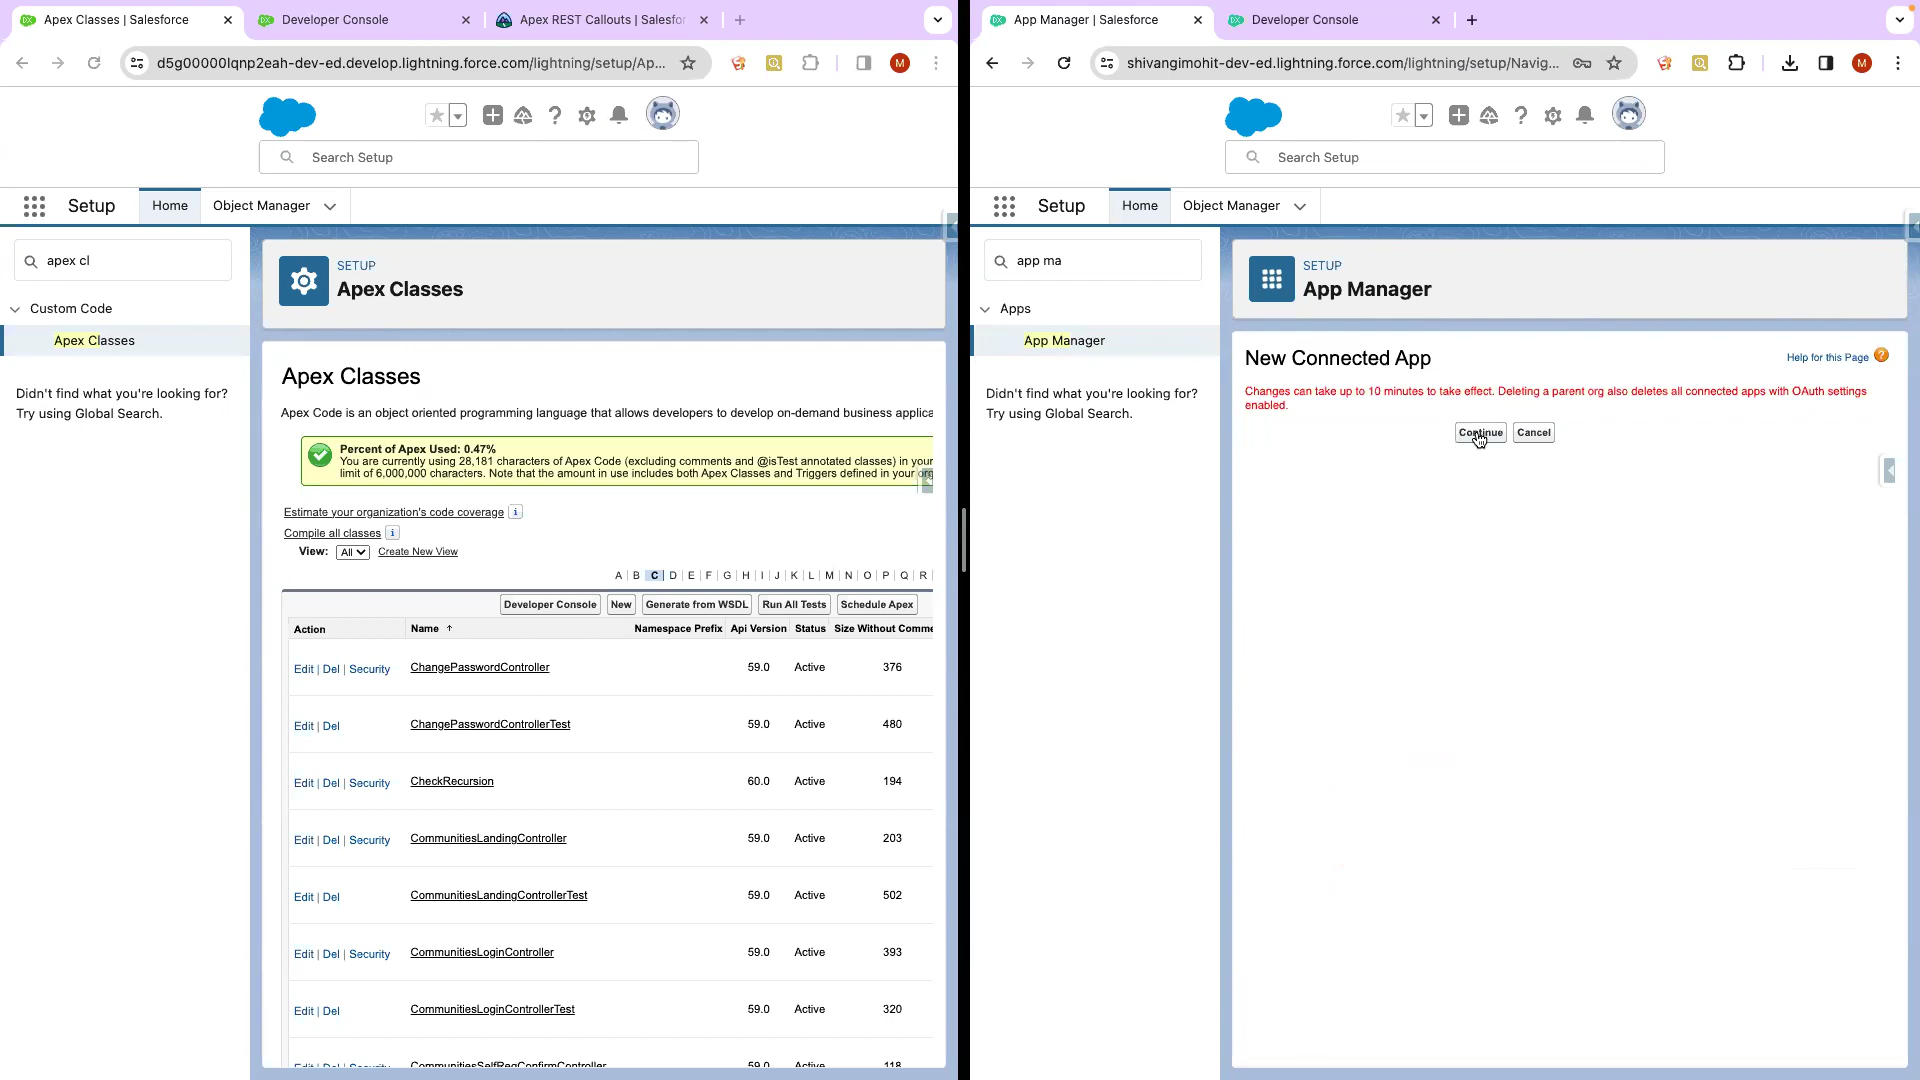 Apex Classes | Salesforce
Developer Console
Apex REST Callouts | Salesfor
d5g00000lqnp2eah-dev-ed.develop.lightning.force.com/lightning/setup/Ap...
M
Search Setup
Setup
Home
Object Manager
apex cl
Custom Code
Apex Classes
Didn't find what you're looking for?
Try using Global Search.
SETUP
Apex Classes
Apex Classes
Apex Code is an object oriented programming language that allows developers to develop on-demand business applica
Percent of Apex Used: 0.47%
You are currently using 28,181 characters of Apex Code (excluding comments and @isTest annotated classes) in your
limit of 6,000,000 characters. Note that the amount in use includes both Apex Classes and Triggers defined in your org
Estimate your organization's code coverage i
Compile all classes i
View: All Create New View
A | B | C | D | E | F | G | H | I | J | K | L | M | N | O | P | Q | R |
Developer Console New Generate from WSDL Run All Tests Schedule Apex
Action Name ↑ Namespace Prefix Api Version Status Size Without Comme
Edit | Del | Security ChangePasswordController 59.0 Active 376
Edit | Del ChangePasswordControllerTest 59.0 Active 480
Edit | Del | Security CheckRecursion 60.0 Active 194
Edit | Del | Security CommunitiesLandingController 59.0 Active 203
Edit | Del CommunitiesLandingControllerTest 59.0 Active 502
Edit | Del | Security CommunitiesLoginController 59.0 Active 393
Edit | Del CommunitiesLoginControllerTest 59.0 Active 320
Edit | Del | Security CommunitiesSelfRegConfirmController 59.0 Active 118
App Manager | Salesforce
Developer Console
shivangimohit-dev-ed.lightning.force.com/lightning/setup/Navig...
M
Search Setup
Setup
Home
Object Manager
app ma
Apps
App Manager
Didn't find what you're looking for?
Try using Global Search.
SETUP
App Manager
New Connected App
Help for this Page ?
Changes can take up to 10 minutes to take effect. Deleting a parent org also deletes all connected apps with OAuth settings
enabled.
Continue Cancel